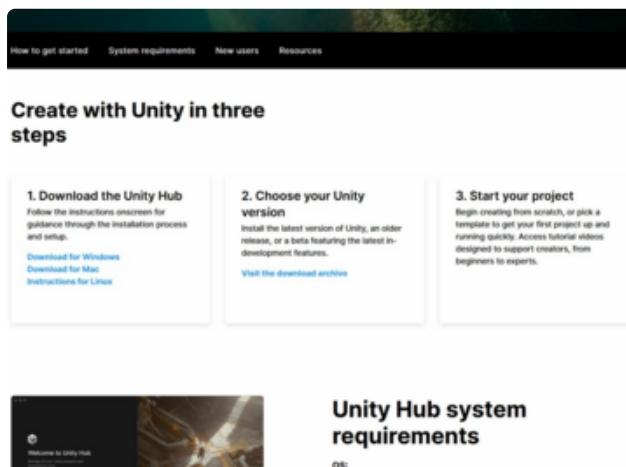 How to get started System requirements New users Resources
Create with Unity in three
steps
1. Download the Unity Hub
Follow the instructions onscreen for
guidance through the installation process
and setup.
Download for Windows
Download for Mac
Instructions for Linux
2. Choose your Unity
version
Install the latest version of Unity, an older
release, or a beta featuring the latest in-
development features.
Visit the download archive
3. Start your project
Begin creating from scratch, or pick a
template to get your first project up and
running quickly. Access tutorial videos
designed to support creators, from
beginners to experts.
Welcome to Unity Hub
Unity Hub system
requirements
OS: